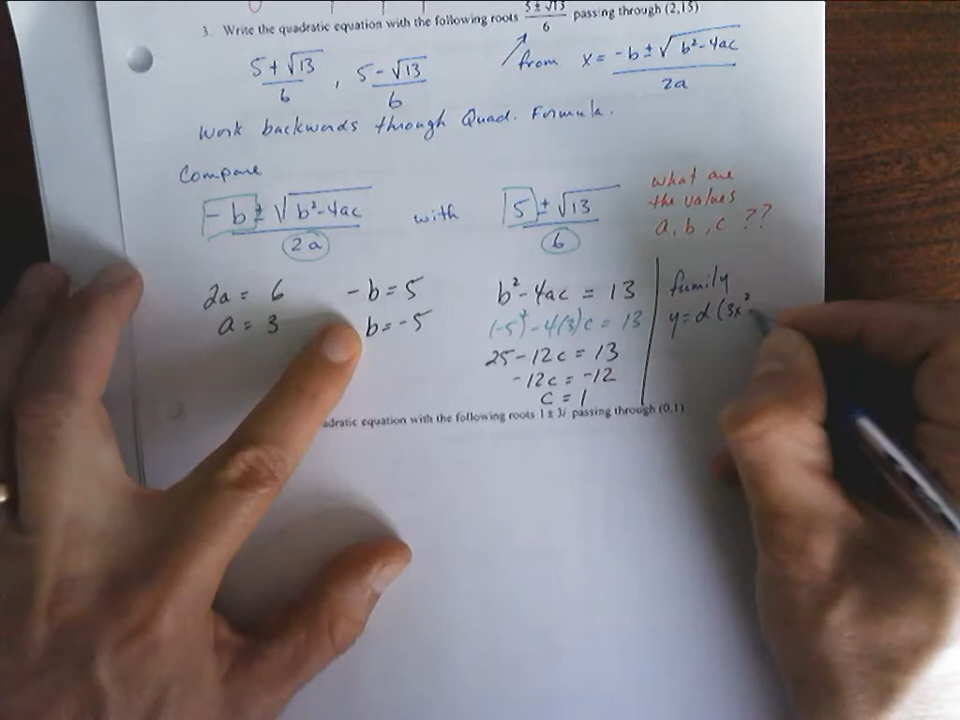 3. Write the quadratic equation with the following roots 5 ± √13 / 6 passing through (2,15)
5 + √13 / 6 , 5 - √13 / 6
from x = -b ± √b²-4ac / 2a
Work backwards through Quad. Formula.
Compare
-b ± √b²-4ac / 2a with 5 ± √13 / 6
what are
the values
a, b, c ??
2a = 6
a = 3
-b = 5
b = -5
b² - 4ac = 13
(-5)² - 4(3)c = 13
25 - 12c = 13
-12c = -12
c = 1
family
y = d (3x²
adratic equation with the following roots 1 ± 3i passing through (0,1)